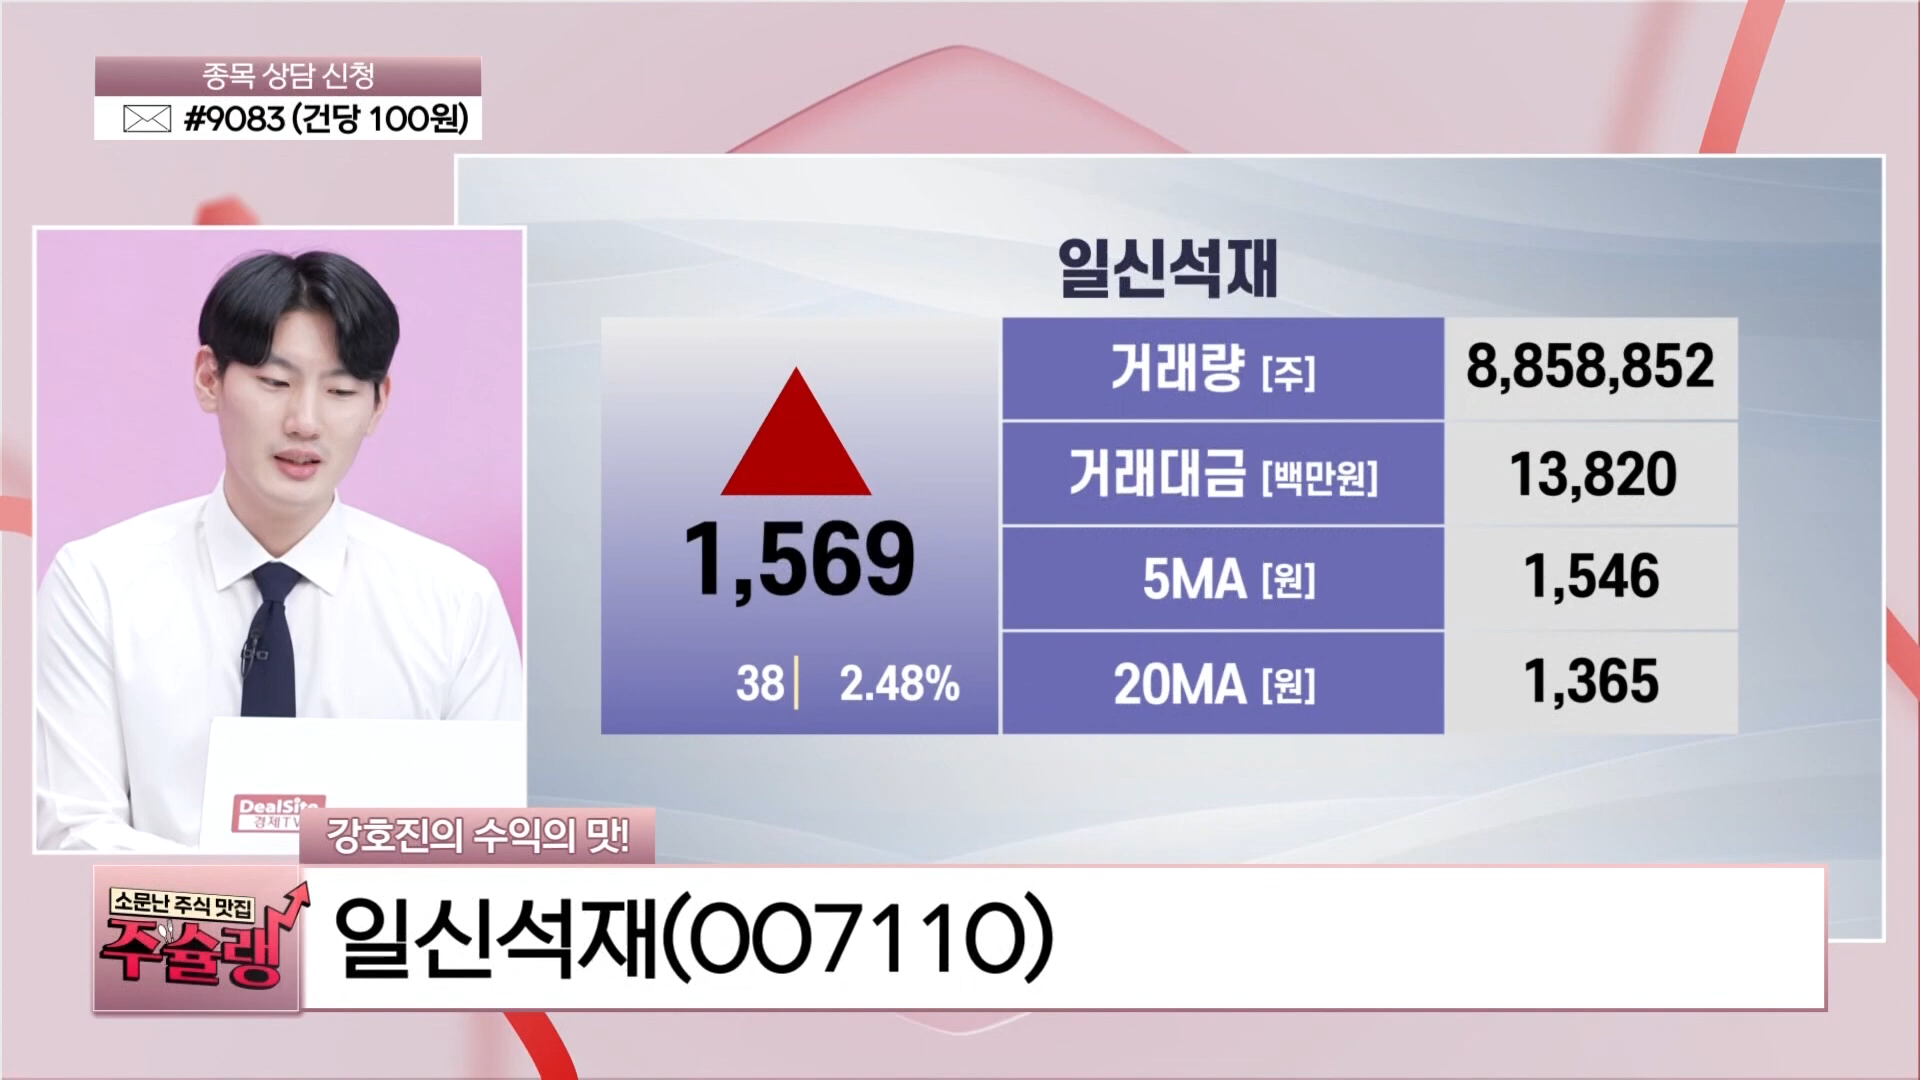 종목 상담 신청
#9083 (건당 100원)
일신석재
1,569
38 2.48%
거래량 [주] 8,858,852
거래대금 [백만원] 13,820
5MA [원] 1,546
20MA [원] 1,365
DealSite
경제TV
강호진의 수익의 맛!
소문난 주식 맛집
주슐랭
일신석재(007110)